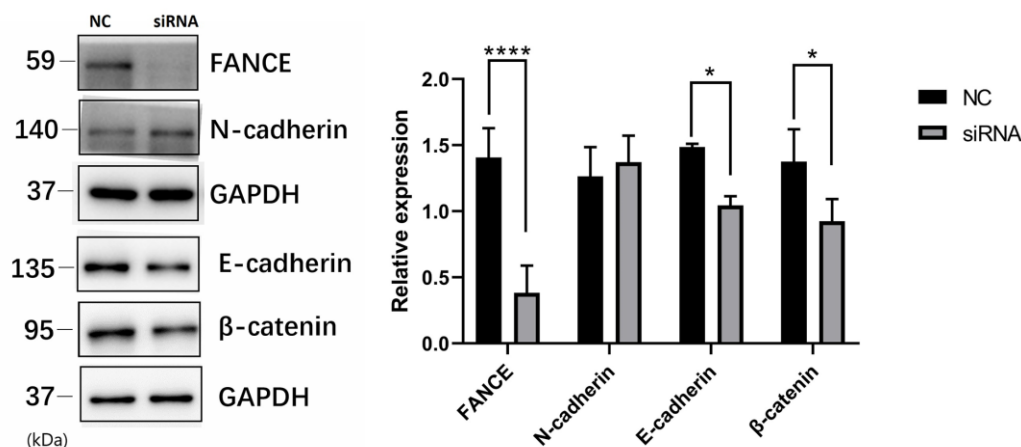 NC siRNA
59 FANCE
140 N-cadherin
37 GAPDH
135 E-cadherin
95 β-catenin
37 GAPDH
(kDa)
**** * *
NC
siRNA
Relative expression
2.0
1.5
1.0
0.5
0.0
FANCE
N-cadherin
E-cadherin
β-catenin